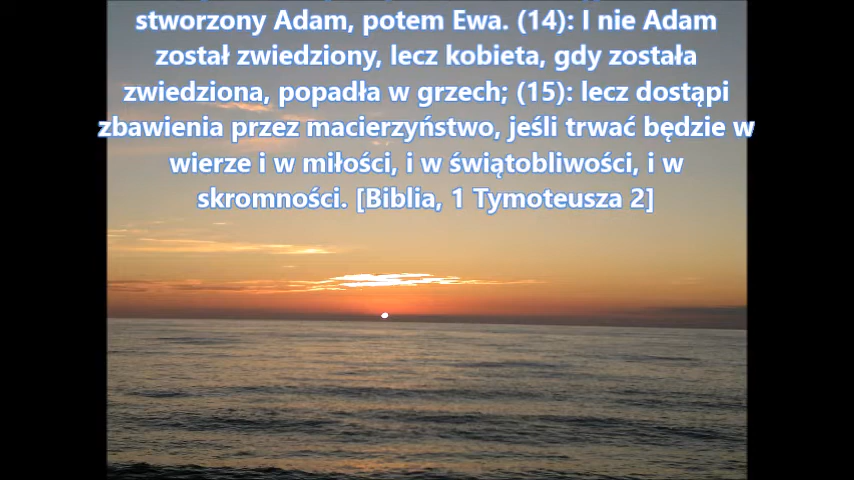 stworzony Adam, potem Ewa. (14): I nie Adam
został zwiedziony, lecz kobieta, gdy została
zwiedziona, popadła w grzech; (15): lecz dostąpi
zbawienia przez macierzyństwo, jeśli trwać będzie w
wierze i w miłości, i w świątobliwości, i w
skromności. [Biblia, 1 Tymoteusza 2]